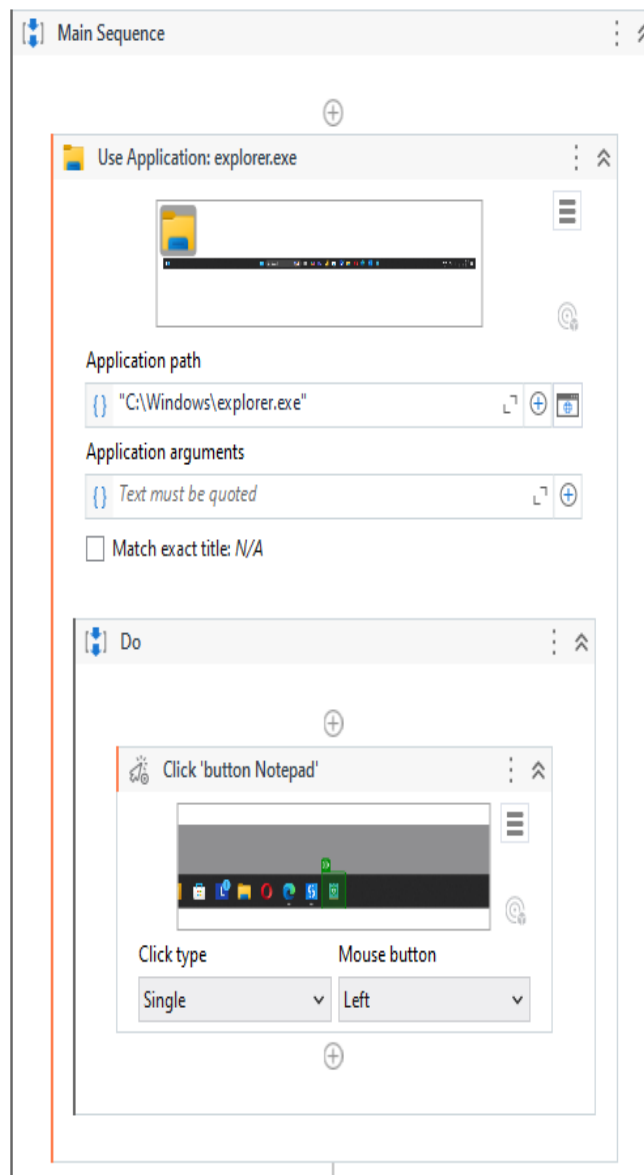 Main Sequence
Use Application: explorer.exe
Application path
"C:\Windows\explorer.exe"
Application arguments
Text must be quoted
Match exact title: N/A
Do
Click 'button Notepad'
Click type Mouse button
Single Left